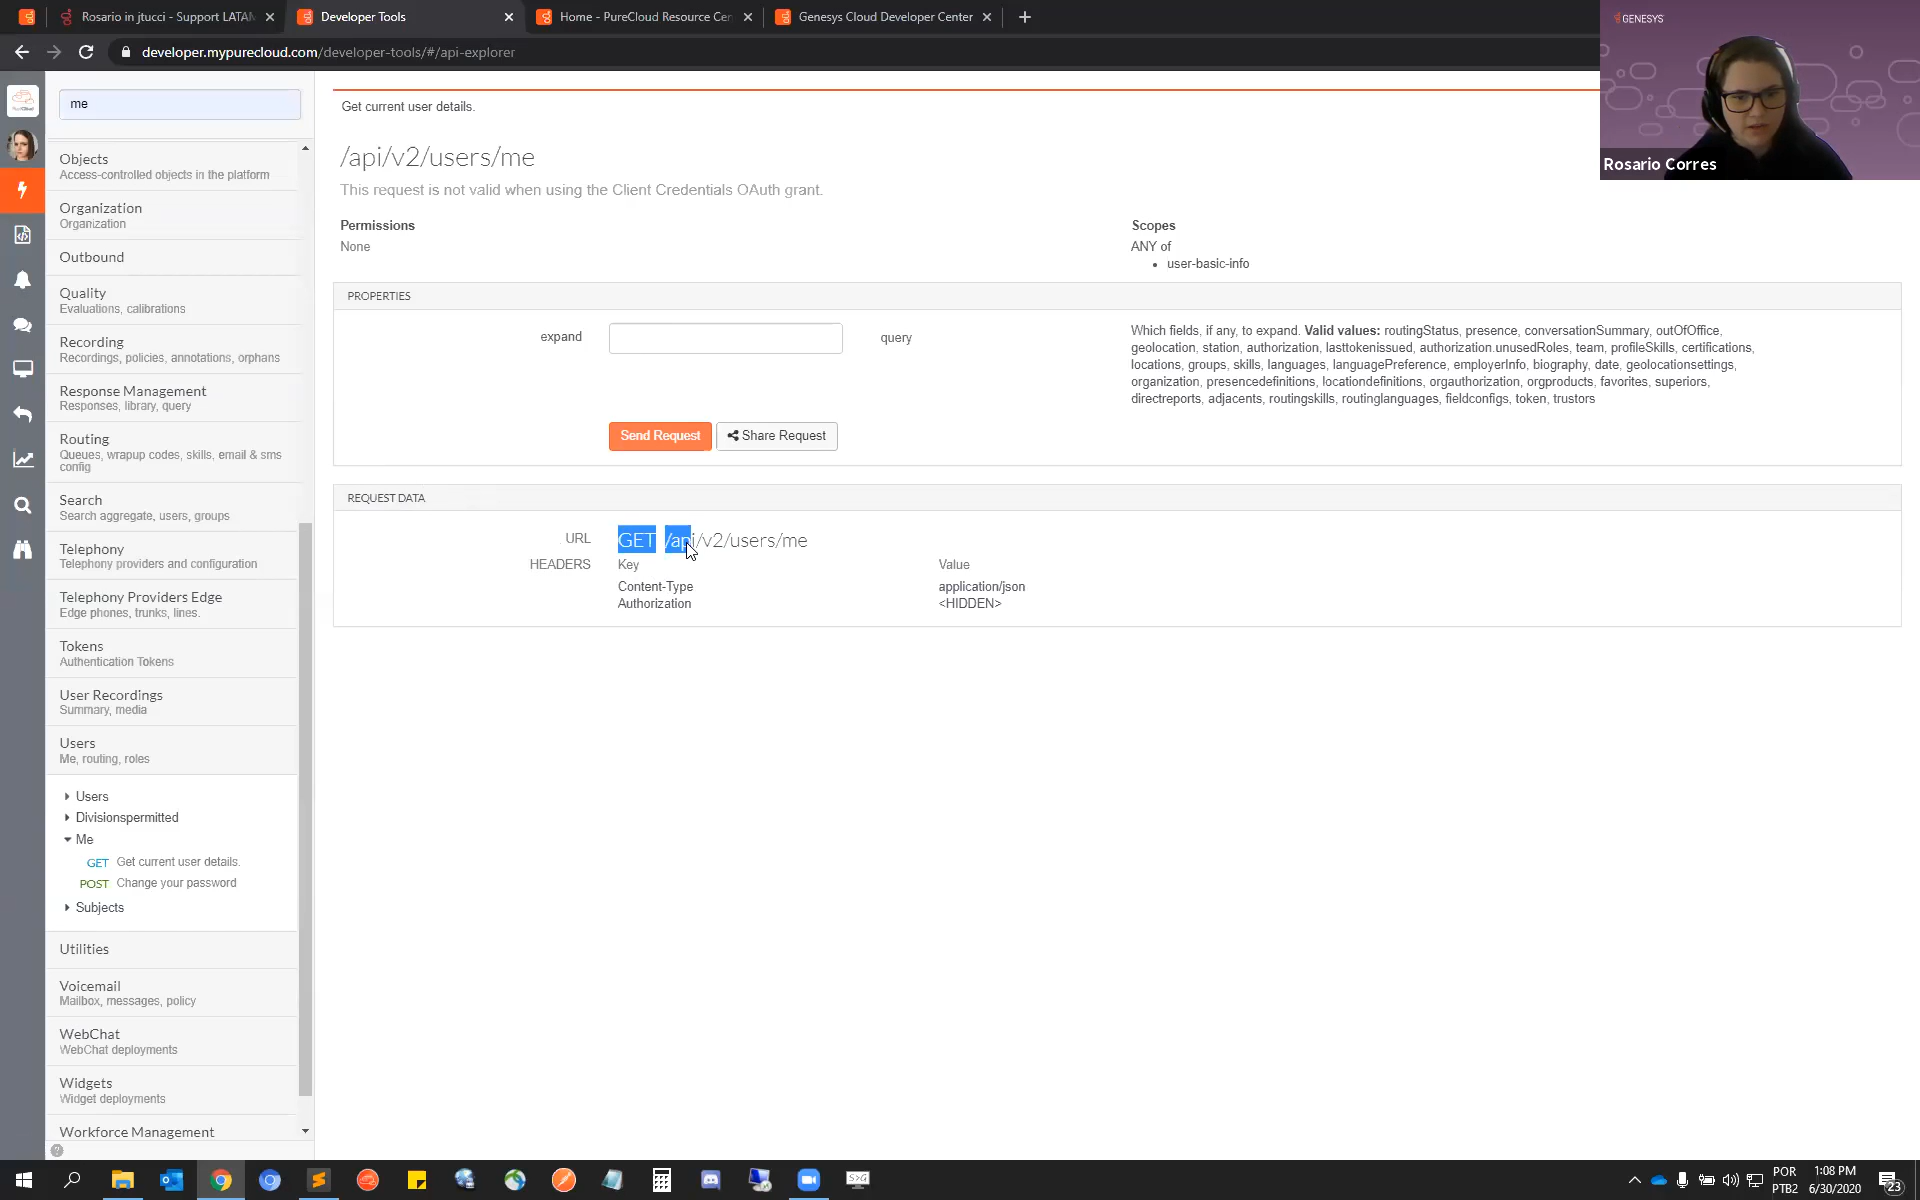 Rosario in jtucci - Support LATAM
Developer Tools
Home - PureCloud Resource Cen
Genesys Cloud Developer Center
developer.mypurecloud.com/developer-tools/#/api-explorer
GENESYS
Rosario Corres
me
Objects
Access-controlled objects in the platform
Organization
Organization
Outbound
Quality
Evaluations, calibrations
Recording
Recordings, policies, annotations, orphans
Response Management
Responses, library, query
Routing
Queues, wrapup codes, skills, email & sms
config
Search
Search aggregate, users, groups
Telephony
Telephony providers and configuration
Telephony Providers Edge
Edge phones, trunks, lines.
Tokens
Authentication Tokens
User Recordings
Summary, media
Users
Me, routing, roles
Users
Divisionspermitted
Me
GET Get current user details.
POST Change your password
Subjects
Utilities
Voicemail
Mailbox, messages, policy
WebChat
WebChat deployments
Widgets
Widget deployments
Workforce Management
Get current user details.
/api/v2/users/me
This request is not valid when using the Client Credentials OAuth grant.
Permissions
None
Scopes
ANY of
user-basic-info
PROPERTIES
expand
query
Which fields, if any, to expand. Valid values: routingStatus, presence, conversationSummary, outOfOffice,
geolocation, station, authorization, lasttokenissued, authorization.unusedRoles, team, profileSkills, certifications,
locations, groups, skills, languages, languagePreference, employerInfo, biography, date, geolocationsettings,
organization, presencedefinitions, locationdefinitions, orgauthorization, orgproducts, favorites, superiors,
directreports, adjacents, routingskills, routinglanguages, fieldconfigs, token, trustors
Send Request
Share Request
REQUEST DATA
URL GET /api/v2/users/me
HEADERS Key Value
Content-Type application/json
Authorization <HIDDEN>
POR
PTB2
1:08 PM
6/30/2020
23